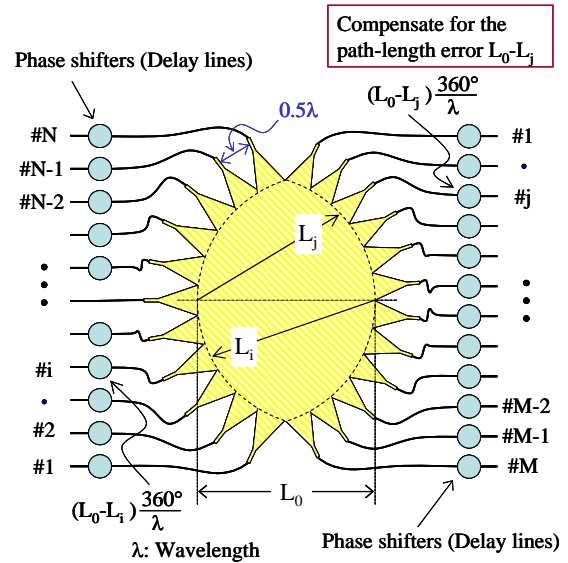 Compensate for the
path-length error L₀-Lⱼ
Phase shifters (Delay lines)
(L₀-Lⱼ) 360°/λ
0.5λ
#N
#N-1
#N-2
#i
#2
#1
#1
#j
#M-2
#M-1
#M
Lⱼ
Lᵢ
L₀
(L₀-Lᵢ) 360°/λ
λ: Wavelength
Phase shifters (Delay lines)